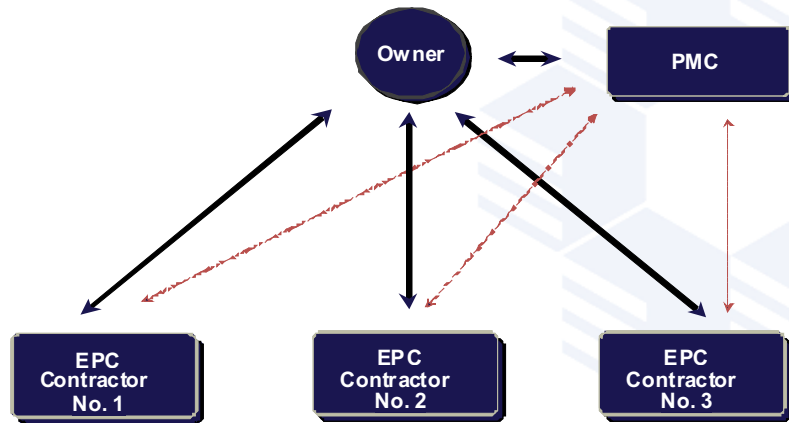 Owner
PMC
EPC
Contractor
No. 1
EPC
Contractor
No. 2
EPC
Contractor
No. 3